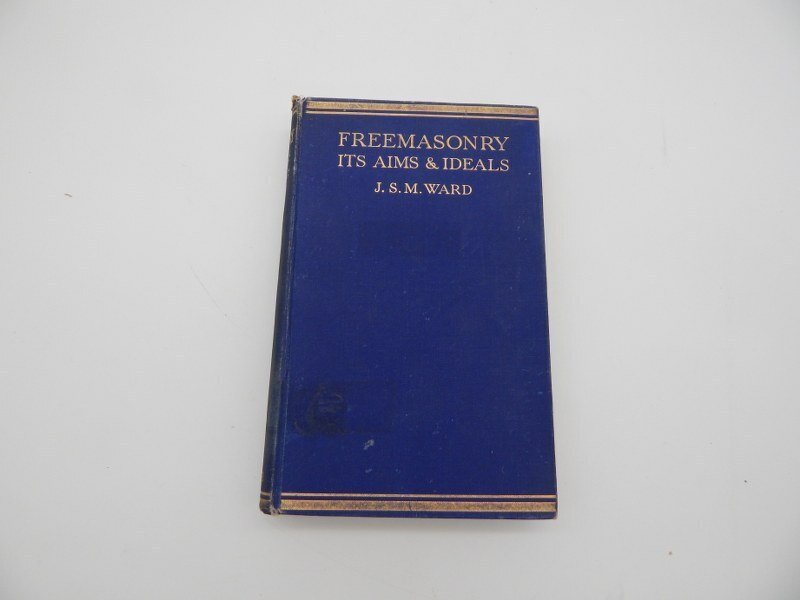 FREEMASONRY
ITS AIMS & IDEALS
J. S. M. WARD